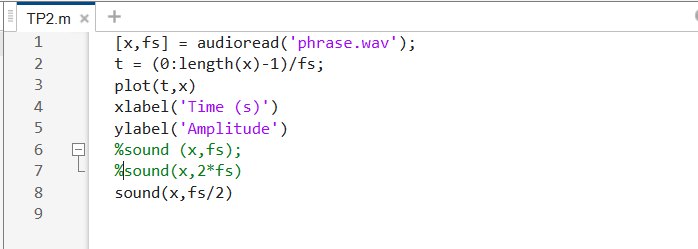 TP2.m × +
1 [x,fs] = audioread('phrase.wav');
2 t = (0:length(x)-1)/fs;
3 plot(t,x)
4 xlabel('Time (s)')
5 ylabel('Amplitude')
6 %sound (x,fs);
7 %sound(x,2*fs)
8 sound(x,fs/2)
9